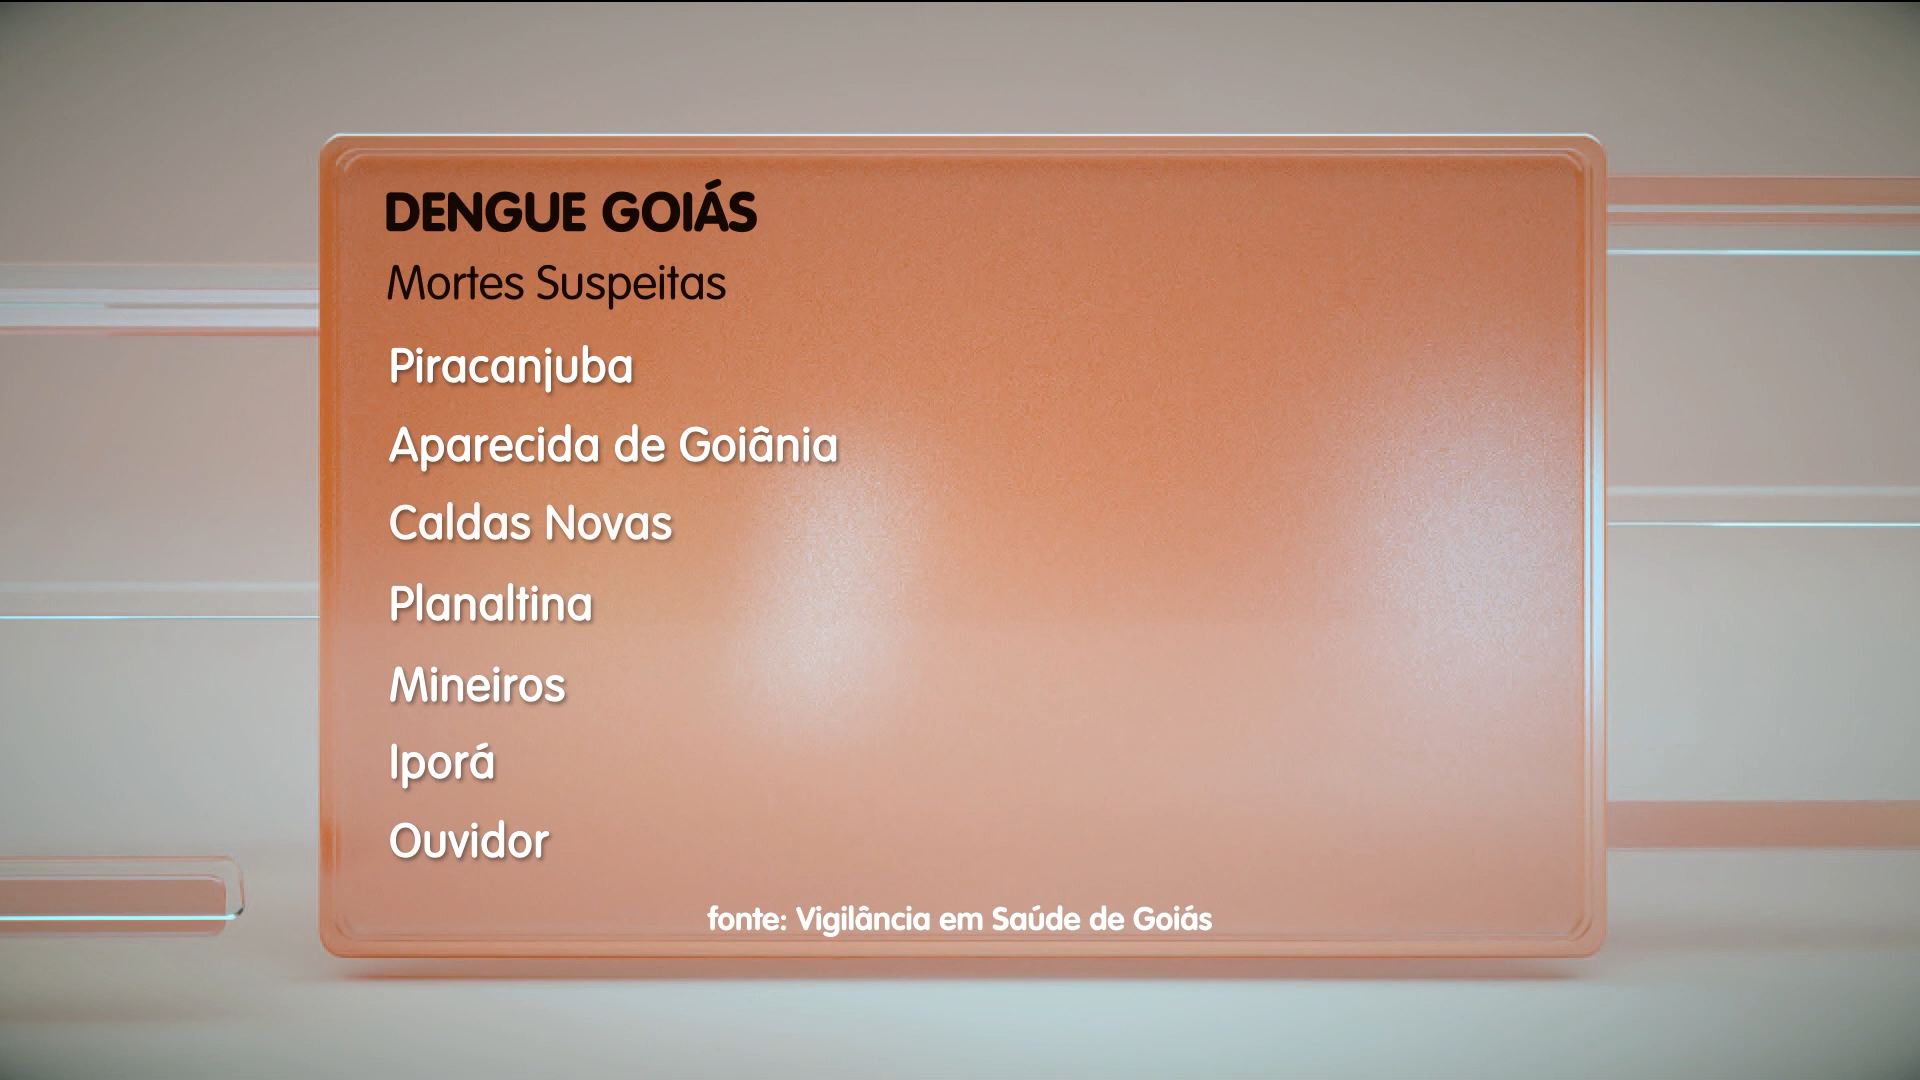 DENGUE GOIÁS
Mortes Suspeitas
Piracanjuba
Aparecida de Goiânia
Caldas Novas
Planaltina
Mineiros
Iporá
Ouvidor
fonte: Vigilância em Saúde de Goiás